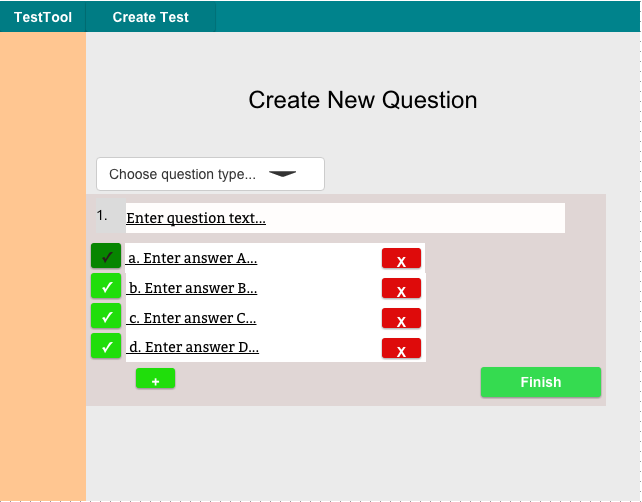 TestTool Create Test
Create New Question
Choose question type...
1. Enter question text...
✓ a. Enter answer A... X
✓ b. Enter answer B... X
✓ c. Enter answer C... X
✓ d. Enter answer D... X
+ Finish